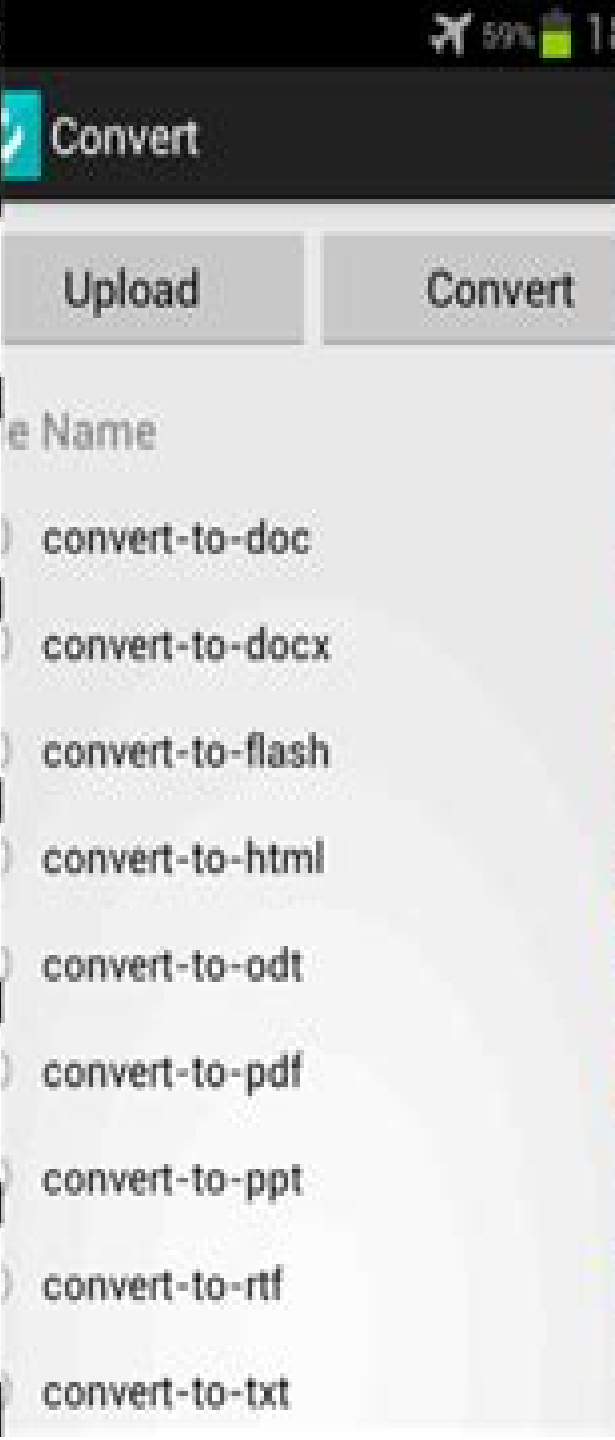 59%
Convert
Upload Convert
e Name
convert-to-doc
convert-to-docx
convert-to-flash
convert-to-html
convert-to-odt
convert-to-pdf
convert-to-ppt
convert-to-rtf
convert-to-txt